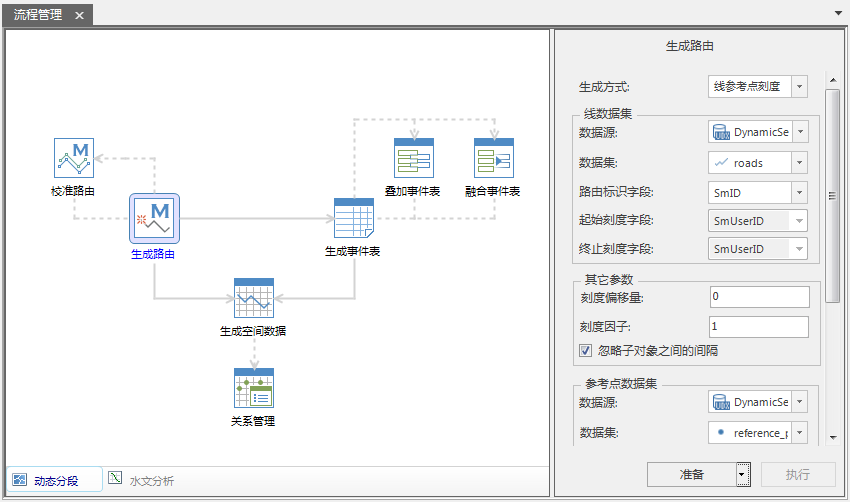 流程管理
校准路由
生成路由
叠加事件表
融合事件表
生成事件表
生成空间数据
关系管理
动态分段
水文分析
生成路由
生成方式:
线参考点刻度
线数据集
数据源:
DynamicSe
数据集:
roads
路由标识字段:
SmID
起始刻度字段:
SmUserID
终止刻度字段:
SmUserID
其它参数
刻度偏移量:
0
刻度因子:
1
忽略子对象之间的间隔
参考点数据集
数据源:
DynamicSe
数据集:
reference_p
准备
执行